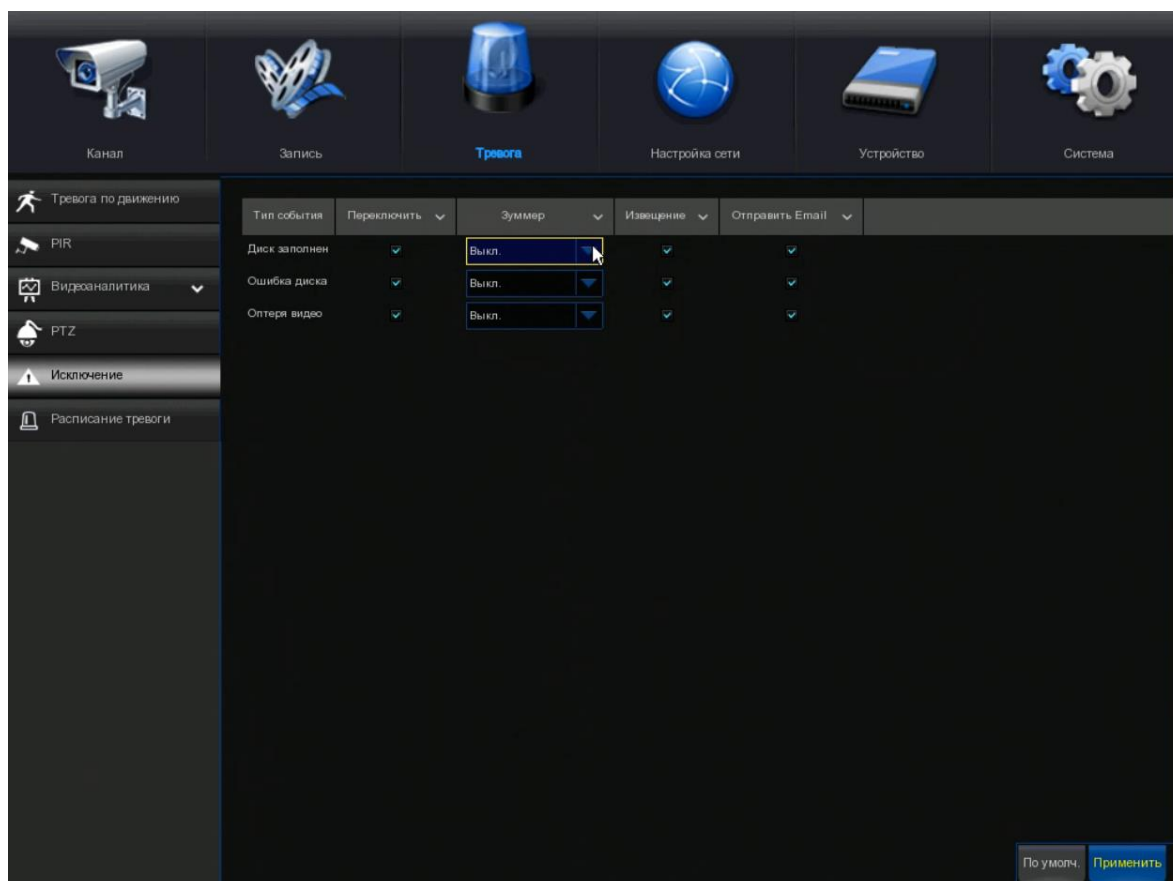 Канал
Запись
Тревога
Настройка сети
Устройство
Система
Тревога по движению
PIR
Видеоаналитика
PTZ
Исключение
Расписание тревоги
Тип события Переключить Зуммер Извещение Отправить Email
Диск заполнен Выкл.
Ошибка диска Выкл.
Оптеря видео Выкл.
По умолч. Применить